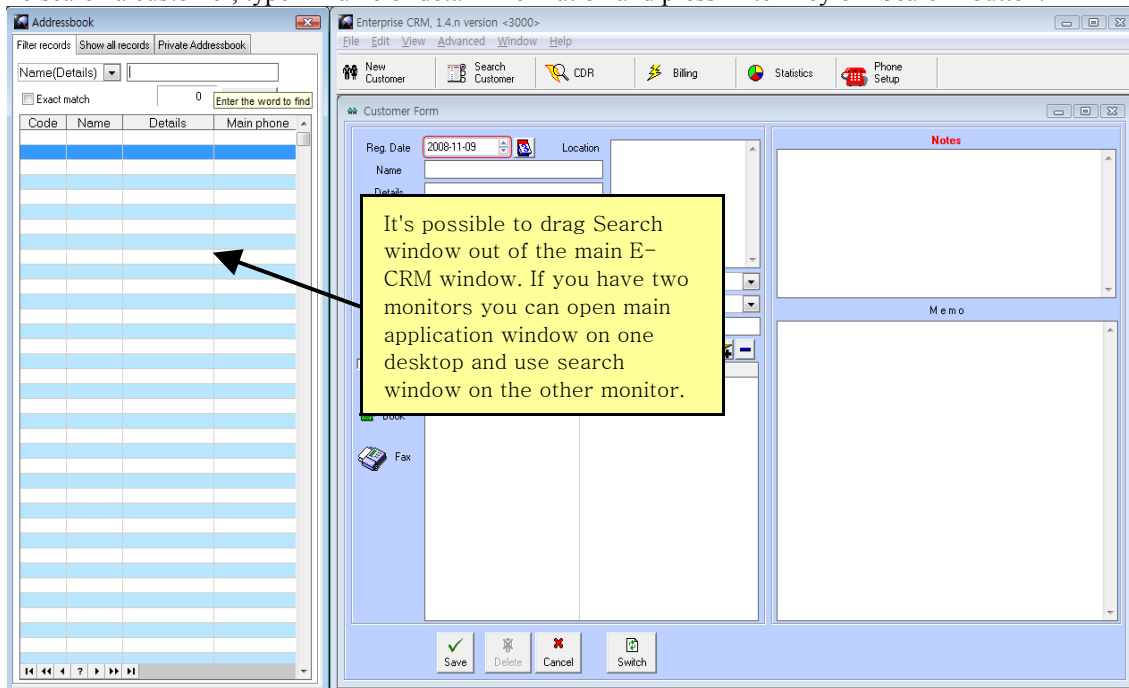 Addressbook
Filter records Show all records Private Addressbook
Name(Details)
Exact match 0
Enter the word to find
Code Name Details Main phone
Enterprise CRM, 1.4.n version <3000>
File Edit View Advanced Window Help
New Customer Search Customer CDR Billing Statistics Phone Setup
Customer Form
Reg. Date 2008-11-09 Location
Name
Details
Notes
Memo
It's possible to drag Search
window out of the main E-
CRM window. If you have two
monitors you can open main
application window on one
desktop and use search
window on the other monitor.
Book
Fax
Save Delete Cancel Switch